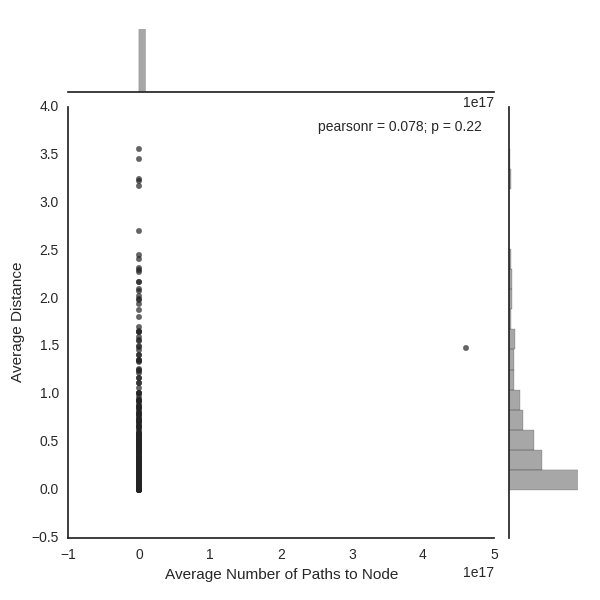 1e17
pearsonr = 0.078; p = 0.22
4.0
3.5
3.0
2.5
2.0
1.5
1.0
0.5
0.0
−0.5
Average Distance
−1 0 1 2 3 4 5
Average Number of Paths to Node 1e17